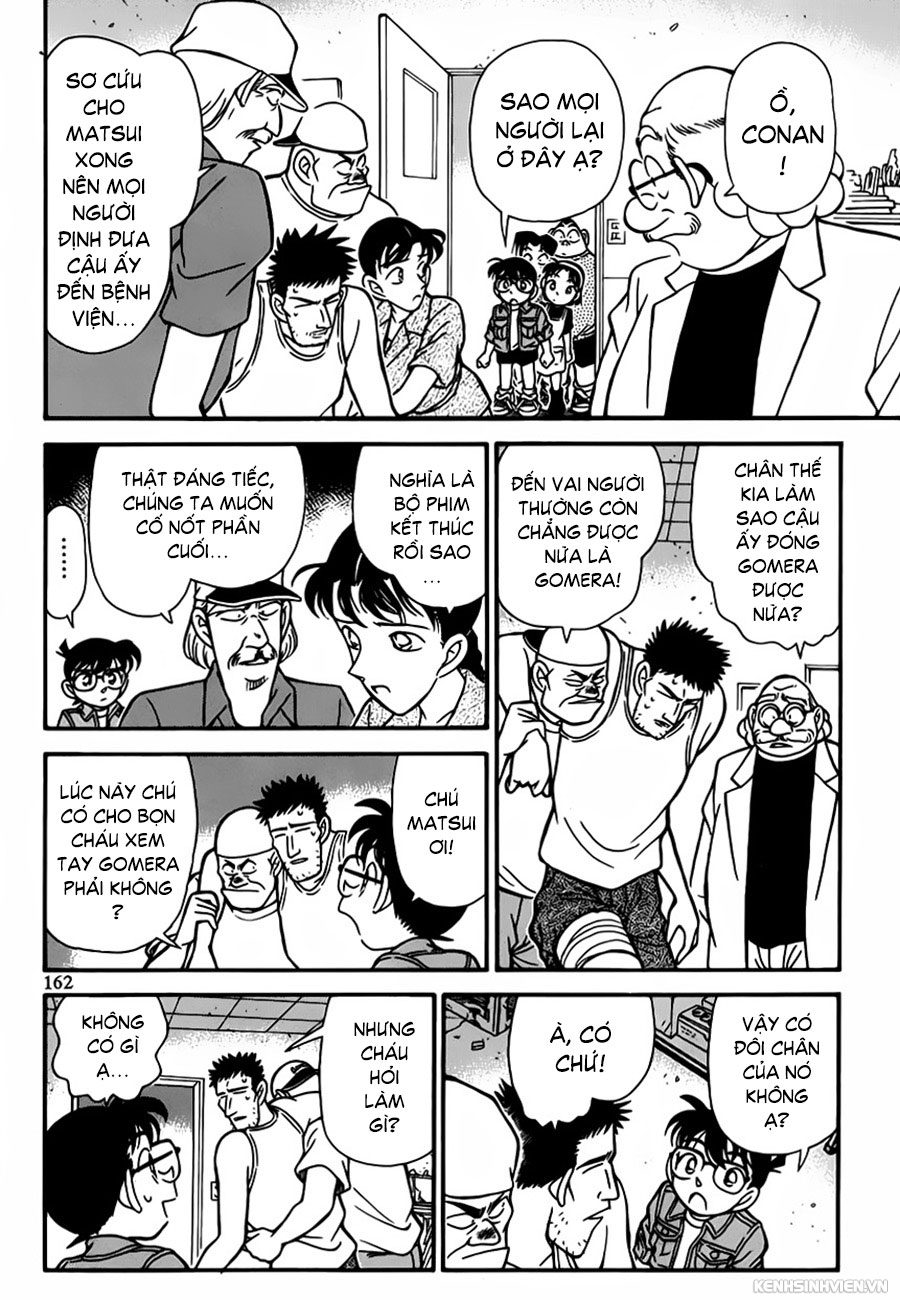 Ồ,
CONAN
!
SAO MỌI
NGƯỜI LẠI
Ở ĐÂY Ạ?
SƠ CỨU
CHO
MATSUI
XONG
NÊN MỌI
NGƯỜI
ĐỊNH ĐƯA
CẬU ẤY
ĐẾN BỆNH
VIỆN...
CHÂN THẾ
KIA LÀM
SAO CẬU
ẤY ĐÓNG
GOMERA
ĐƯỢC
NỮA?
ĐẾN VAI NGƯỜI
THƯỜNG CÒN
CHẲNG ĐƯỢC
NỮA LÀ
GOMERA!
NGHĨA LÀ
BỘ PHIM
KẾT THÚC
RỒI SAO
...
THẬT ĐÁNG TIẾC,
CHÚNG TA MUỐN
CỐ NỐT PHẦN
CUỐI...
......
CHÚ
MATSUI
ƠI!
LÚC NÀY CHÚ
CÓ CHO BỌN
CHÁU XEM
TAY GOMERA
PHẢI KHÔNG
?
162
VẬY CÓ
ĐÔI CHÂN
CỦA NÓ
KHÔNG
Ạ?
À, CÓ
CHỨ!
NHƯNG
CHÁU
HỎI
LÀM
GÌ?
KHÔNG
CÓ GÌ
Ạ...
KENHSINHVIEN.VN